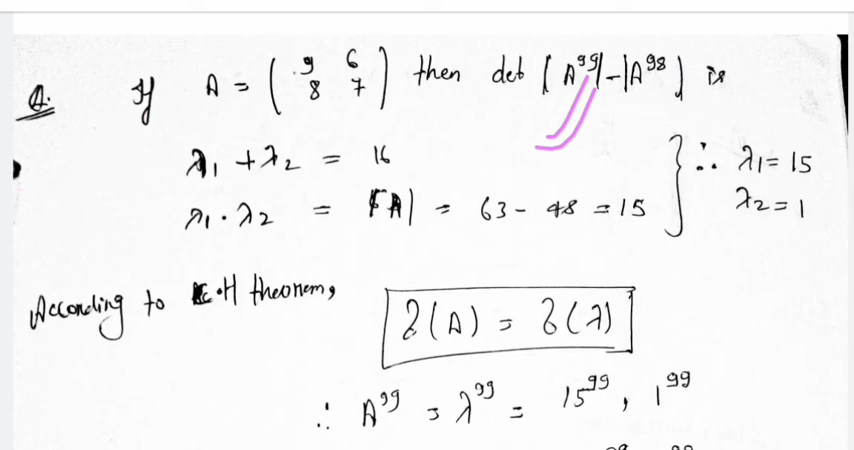 Q. If A = ( 9 6 8 7 ) then det [A^99| - |A^98) is
λ1 + λ2 = 16
λ1 . λ2 = |A| = 63 - 48 = 15
} ∴ λ1 = 15
λ2 = 1
According to C.H theorem,
f(A) = f(λ)
∴ A^99 = λ^99 = 15^99, 1^99